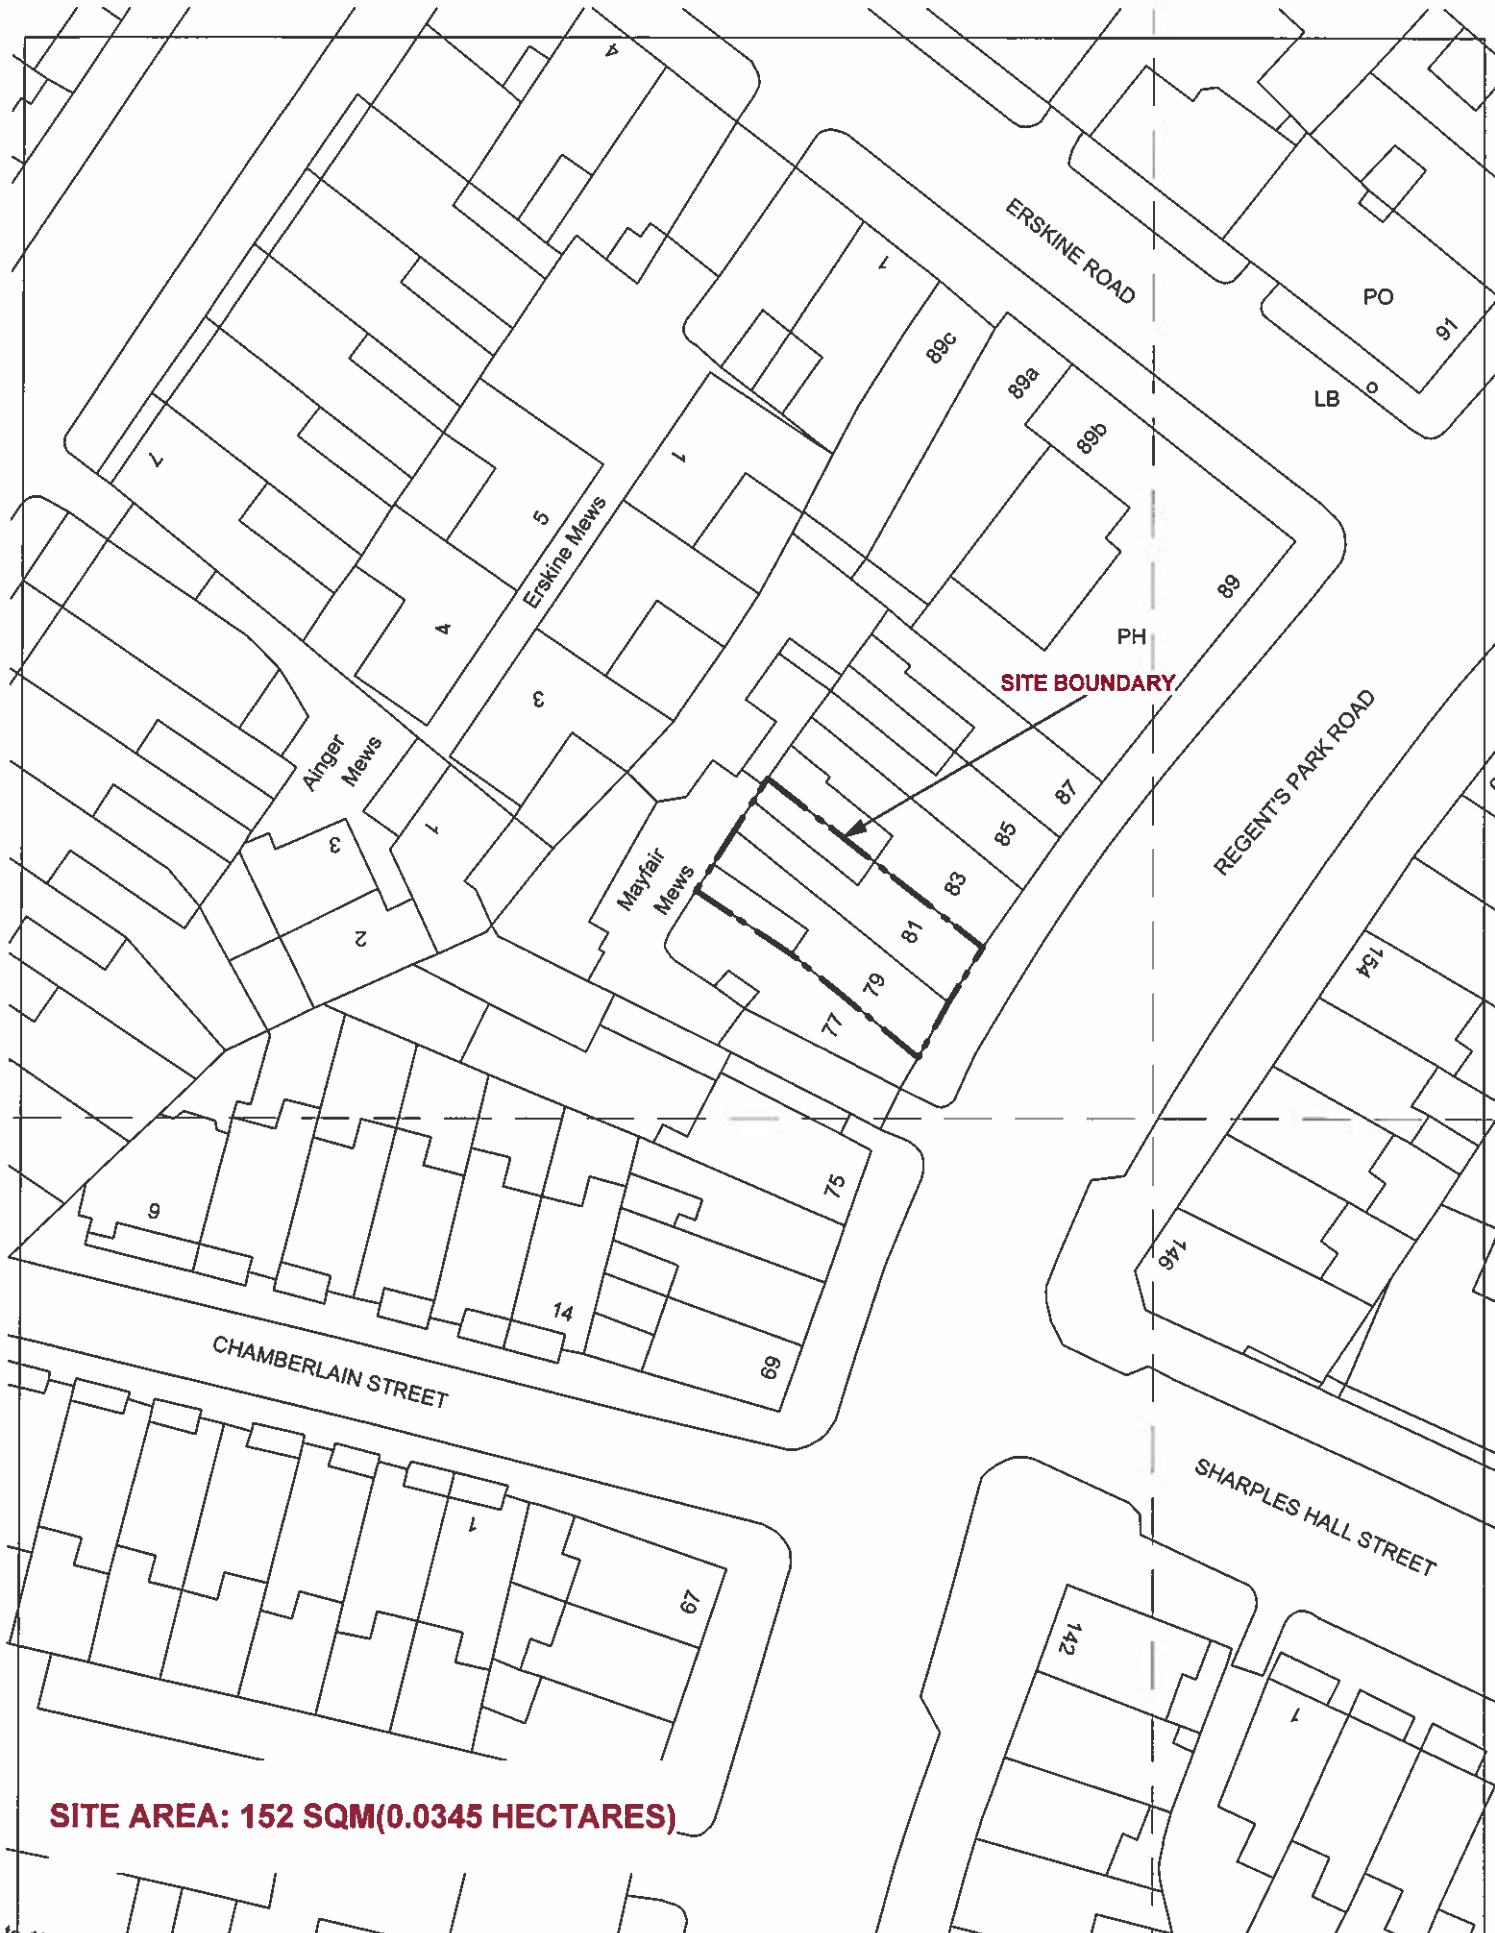 4
ERSKINE ROAD
PO
91
LB
1
89c
89a
89b
7
1
5
Erskine Mews
89
4
PH
3
SITE BOUNDARY
Ainger
Mews
REGENT'S PARK ROAD
87
1
3
85
Mayfair
Mews
83
81
2
79
77
154
75
9
146
14
69
CHAMBERLAIN STREET
SHARPLES HALL STREET
1
67
142
1
SITE AREA: 152 SQM(0.0345 HECTARES)